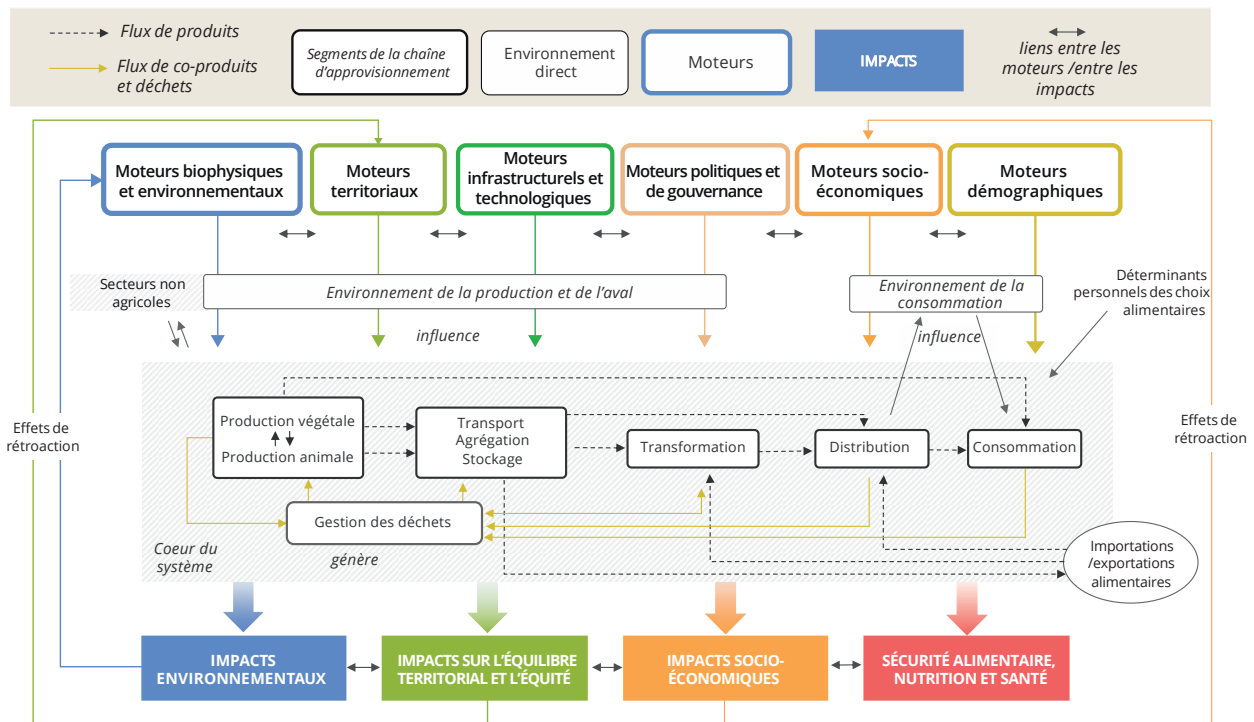 Flux de produits
Flux de co-produits
et déchets
Segments de la chaîne
d’approvisionnement
Environnement
direct
Moteurs
IMPACTS
liens entre les
moteurs /entre les
impacts
Moteurs biophysiques
et environnementaux
Moteurs
territoriaux
Moteurs
infrastructurels et
technologiques
Moteurs politiques et
de gouvernance
Moteurs socio-
économiques
Moteurs
démographiques
Secteurs non
agricoles
Environnement de la production et de l’aval
Environnement de la
consommation
Déterminants
personnels des choix
alimentaires
influence
influence
Effets de
rétroaction
Production végétale
Production animale
Transport
Agrégation
Stockage
Transformation
Distribution
Consommation
Effets de
rétroaction
Gestion des déchets
Coeur du
système
génère
Importations
/exportations
alimentaires
IMPACTS
ENVIRONNEMENTAUX
IMPACTS SUR L’ÉQUILIBRE
TERRITORIAL ET L’ÉQUITÉ
IMPACTS SOCIO-
ÉCONOMIQUES
SÉCURITÉ ALIMENTAIRE,
NUTRITION ET SANTÉ